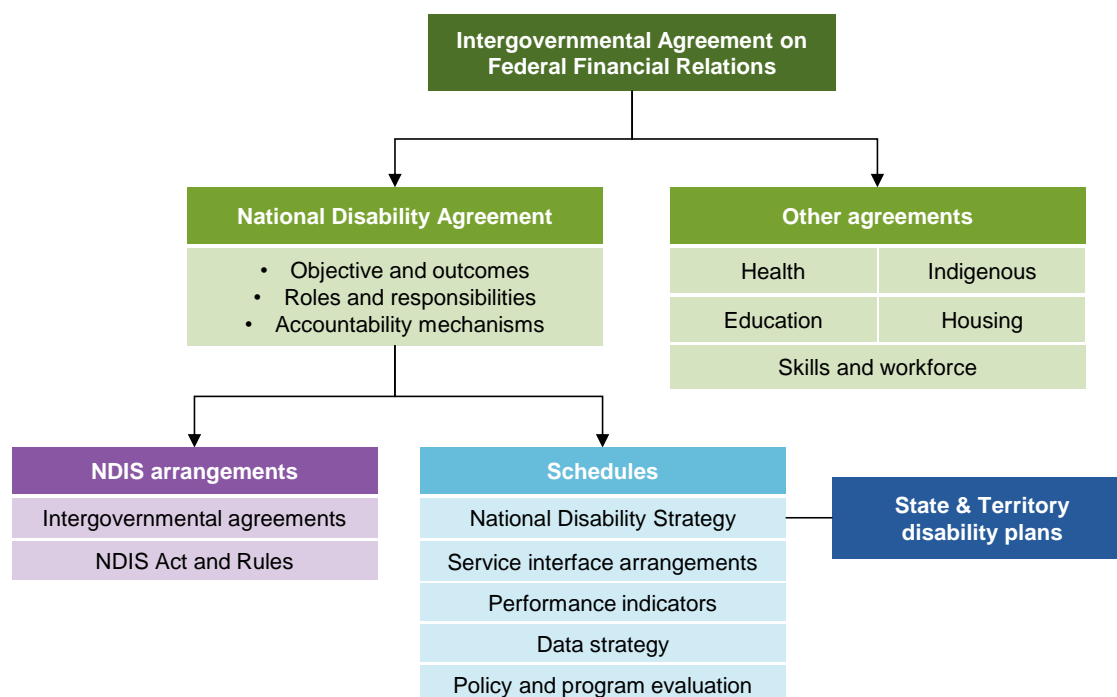 Intergovernmental Agreement on
Federal Financial Relations
National Disability Agreement
• Objective and outcomes
• Roles and responsibilities
• Accountability mechanisms
Other agreements
Health
Indigenous
Education
Housing
Skills and workforce
NDIS arrangements
Intergovernmental agreements
NDIS Act and Rules
Schedules
National Disability Strategy
Service interface arrangements
Performance indicators
Data strategy
Policy and program evaluation
State & Territory
disability plans